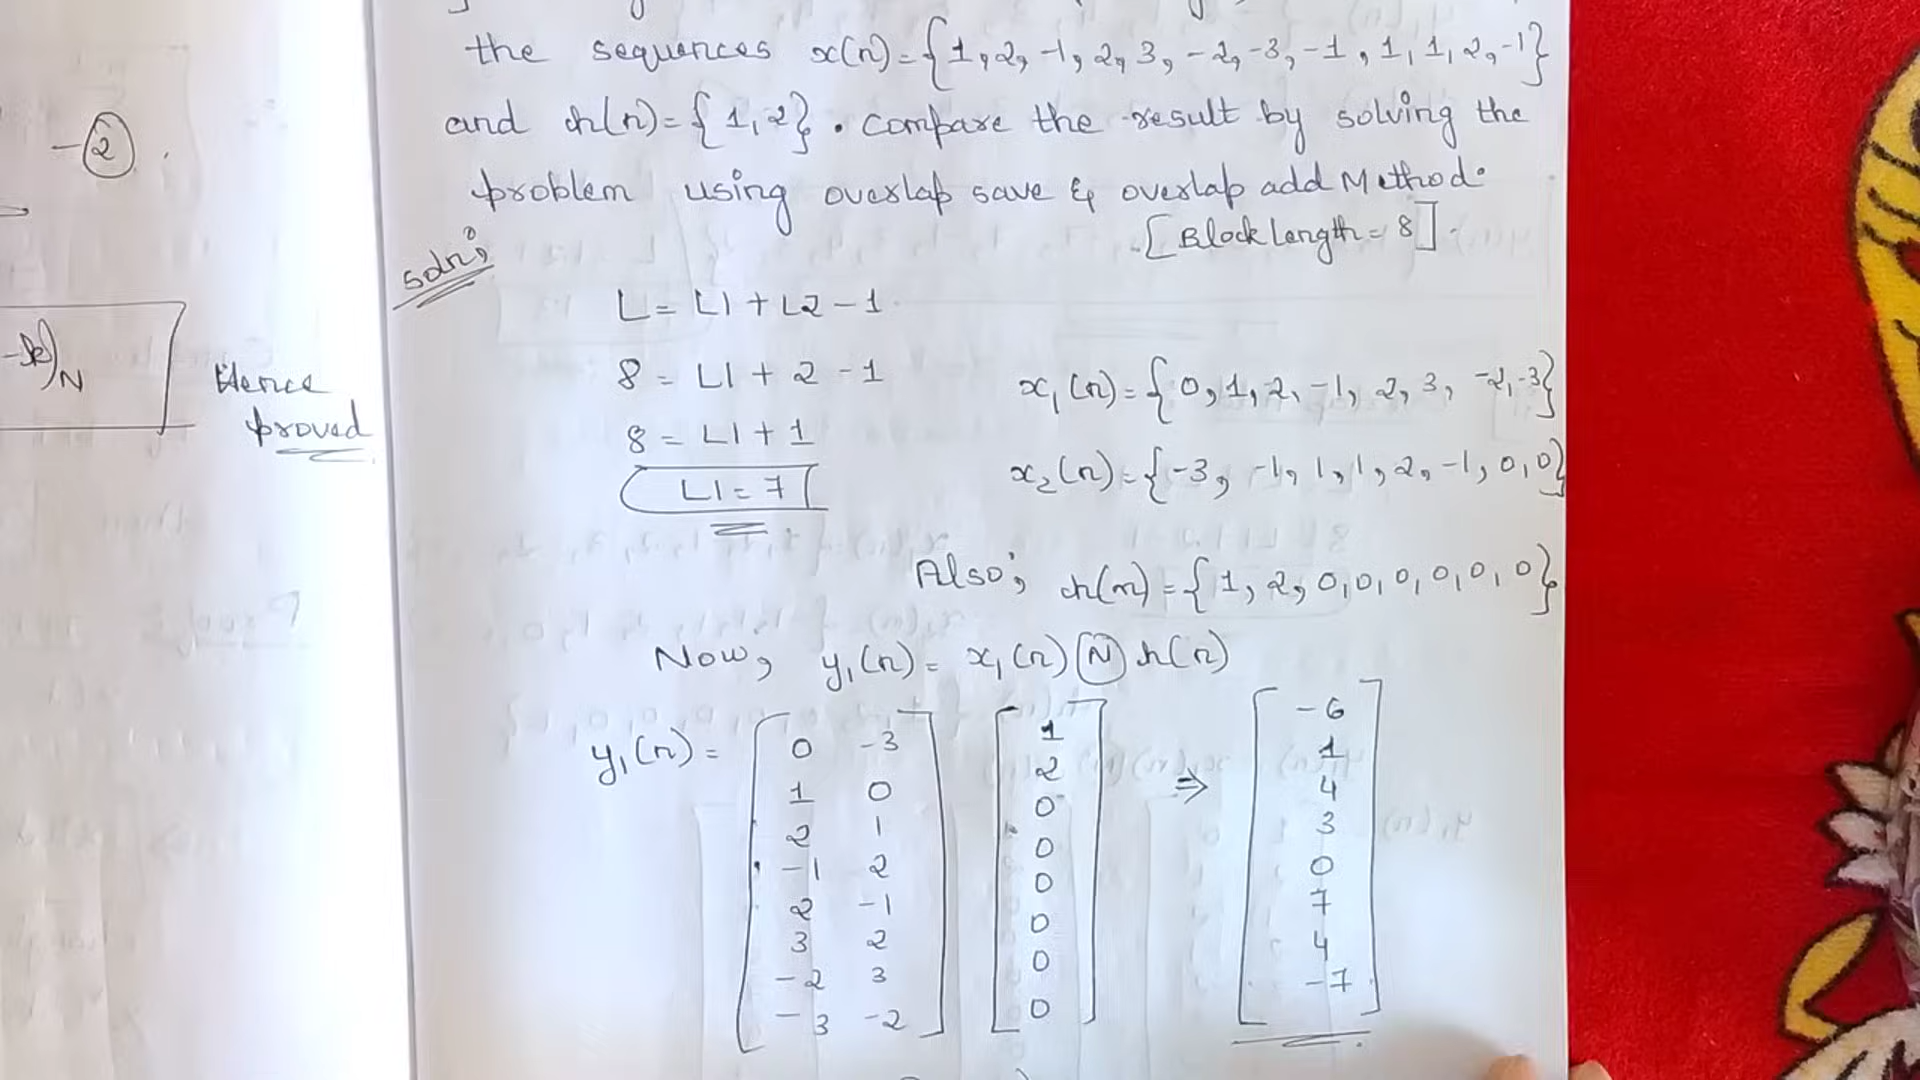 -②.
-k)N
Hence
proved
the sequences x(n)={1,2,-1,2,3,-2,-3,-1,1,1,2,-1}
and h(n)={1,2}. Compare the result by solving the
problem using overlap save & overlap add Method.
[Block Length = 8].
soln;
L = L1 + L2 - 1
8 = L1 + 2 - 1
8 = L1 + 1
L1 = 7
x₁(n)={0,1,2,-1,2,3,-2,-3}
x₂(n)={-3,-1,1,1,2,-1,0,0}
Also; h(n)={1,2,0,0,0,0,0,0}
Now, y₁(n)= x₁(n) Ⓝ h(n)
y₁(n)= 0 -3 1 ⇒ -6
1 0 2 1
2 1 0 4
-1 2 0 3
2 -1 0 0
3 2 0 7
-2 3 0 4
-3 -2 0 -7